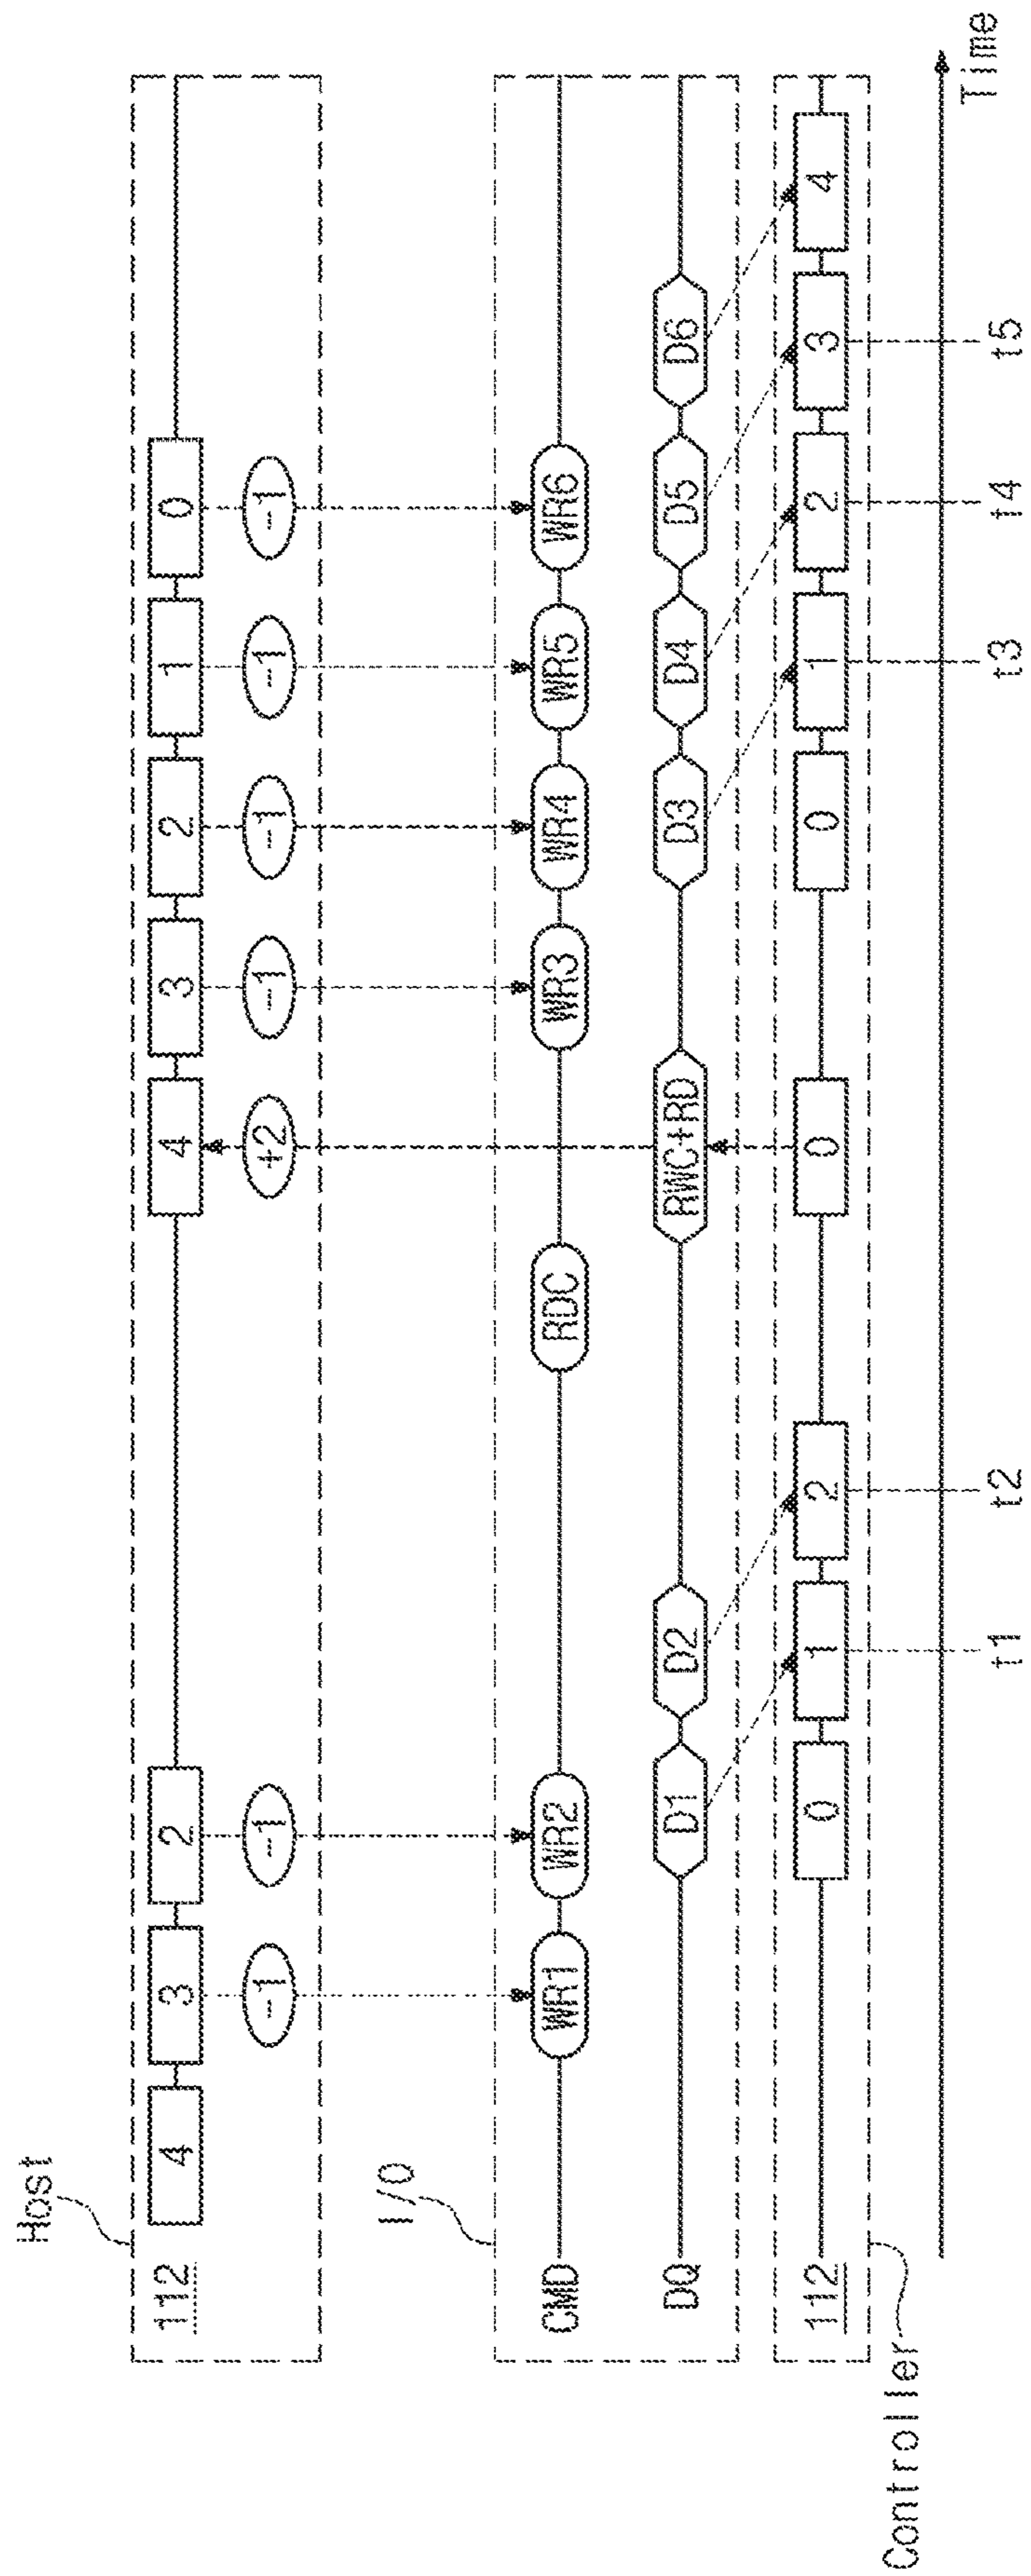 Host
112
4
3
2
4
3
2
1
0
-1
-1
+2
-1
-1
-1
-1
I/O
CMD
WR1
WR2
RDC
WR3
WR4
WR5
WR6
DQ
D1
D2
RWC+RD
D3
D4
D5
D6
112
0
1
2
0
0
1
2
3
4
Controller
Time
t1
t2
t3
t4
t5